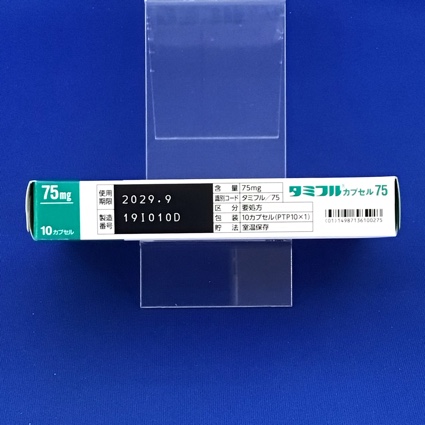 75mg
10カプセル
使用
期限
2029.9
製造
番号
19I010D
含 量 75mg
識別コード タミフル/75
区 分 要処方
包 装 10カプセル(PTP10×1)
貯 法 室温保存
タミフルカプセル75
(01)14987136100275